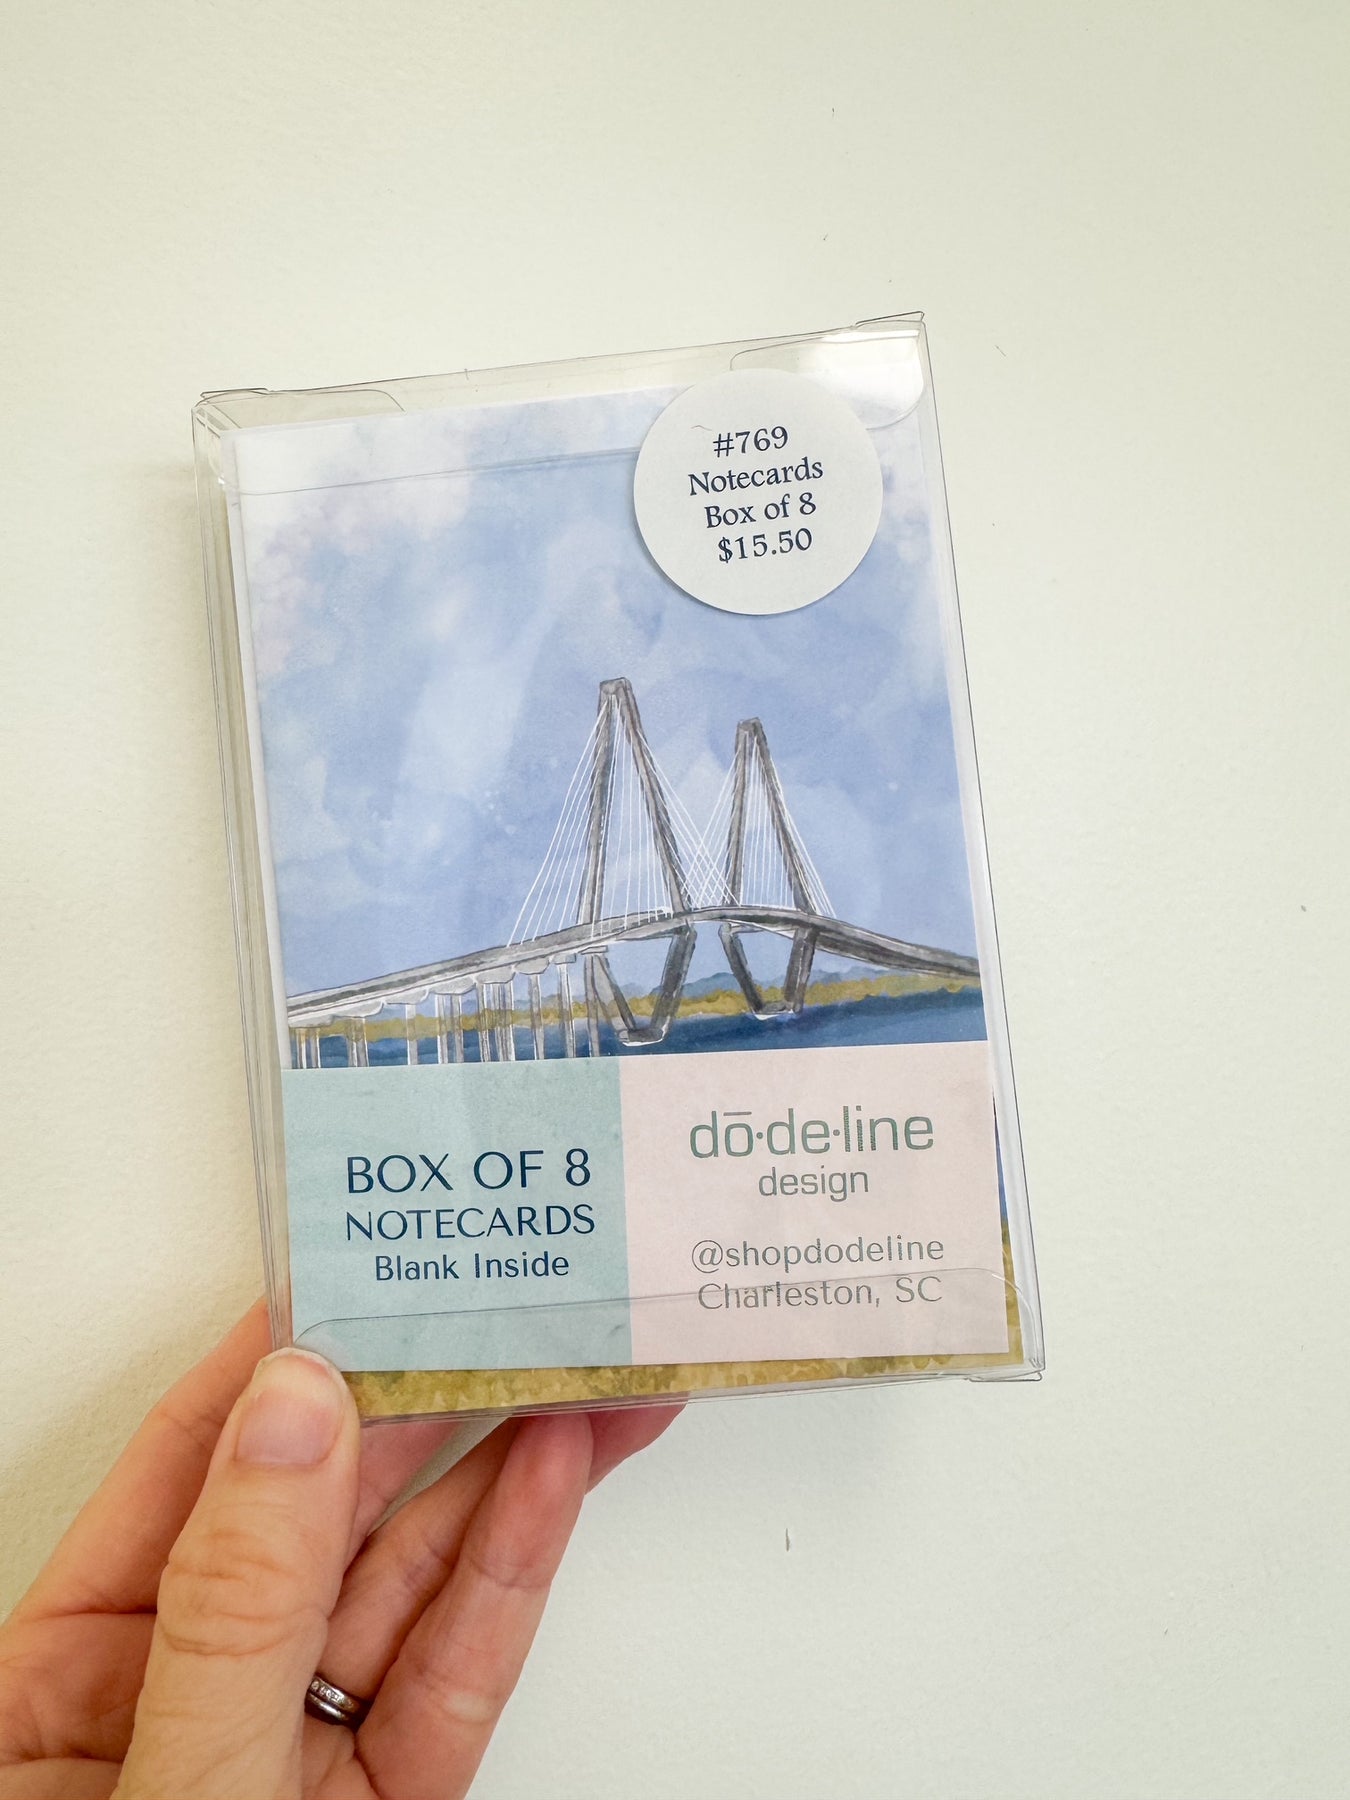 #769
Notecards
Box of 8
$15.50
BOX OF 8
NOTECARDS
Blank Inside
dō·de·line
design
@shopdodeline
Charleston, SC